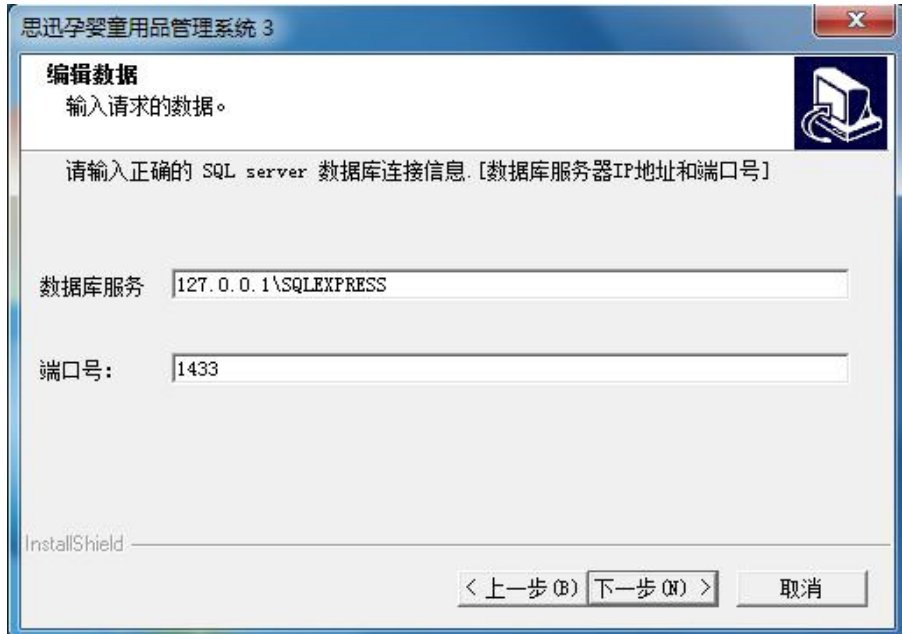 思迅孕婴童用品管理系统 3
编辑数据
输入请求的数据。
请输入正确的 SQL server 数据库连接信息.[数据库服务器IP地址和端口号]
数据库服务 127.0.0.1\SQLEXPRESS
端口号: 1433
InstallShield
< 上一步(B) 下一步(N) > 取消